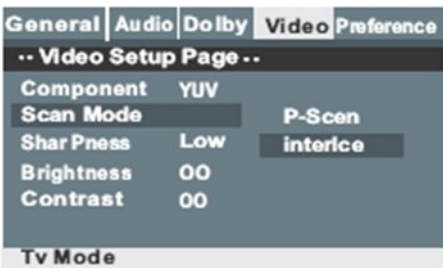 General Audio Dolby Video Preference
-- Video Setup Page --
Component YUV
Scan Mode P-Scen
Shar Pness Low interlce
Brightness 00
Contrast 00
Tv Mode